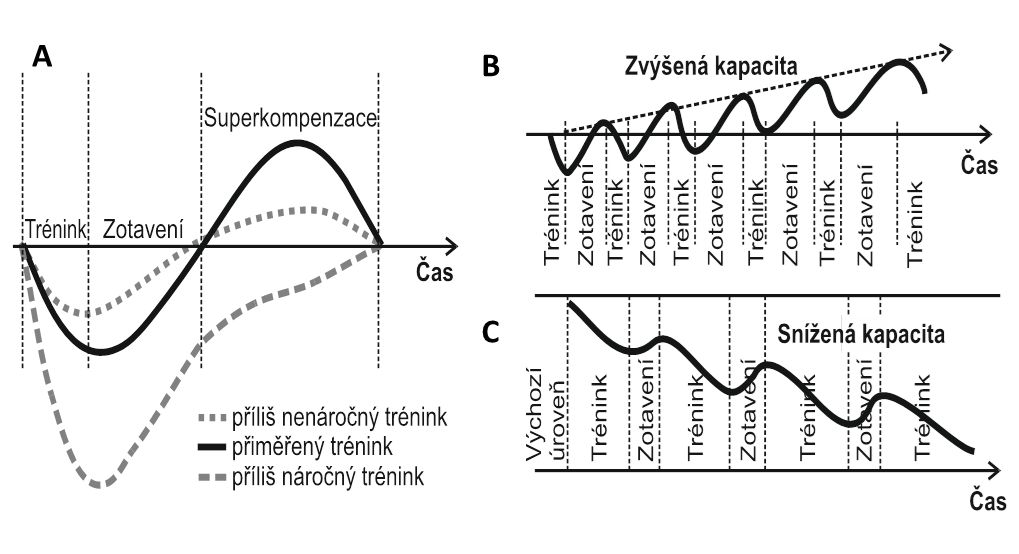 A
Superkompenzace
Trénink
Zotavení
Čas
příliš nenáročný trénink
přiměřený trénink
příliš náročný trénink
B
Zvýšená kapacita
Čas
Trénink
Zotavení
Trénink
Zotavení
Trénink
Zotavení
Trénink
Zotavení
Trénink
Zotavení
Trénink
C
Snížená kapacita
Výchozí
úroveň
Trénink
Zotavení
Trénink
Zotavení
Trénink
Zotavení
Trénink
Čas